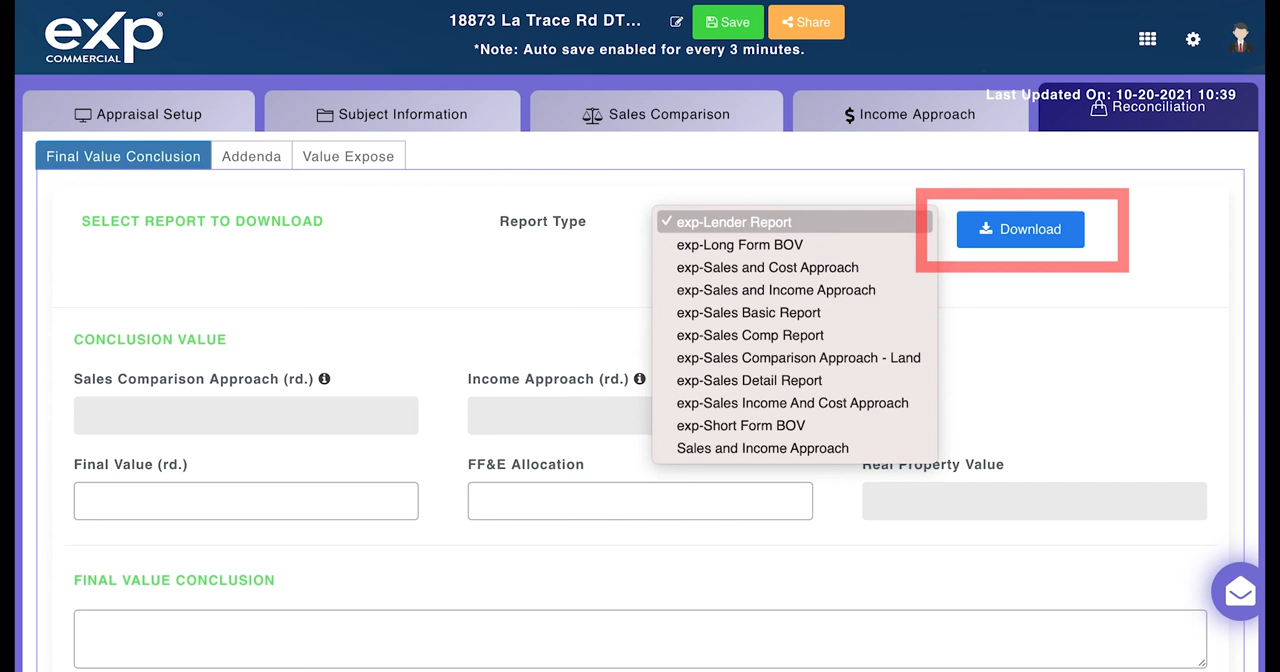 exp®
COMMERCIAL
18873 La Trace Rd DT...
Save
Share
*Note: Auto save enabled for every 3 minutes.
Last Updated On: 10-20-2021 10:39
Appraisal Setup
Subject Information
Sales Comparison
Income Approach
Reconciliation
Final Value Conclusion
Addenda
Value Expose
SELECT REPORT TO DOWNLOAD
Report Type
exp-Lender Report
exp-Long Form BOV
exp-Sales and Cost Approach
exp-Sales and Income Approach
exp-Sales Basic Report
exp-Sales Comp Report
exp-Sales Comparison Approach - Land
exp-Sales Detail Report
exp-Sales Income And Cost Approach
exp-Short Form BOV
Sales and Income Approach
Download
CONCLUSION VALUE
Sales Comparison Approach (rd.)
Income Approach (rd.)
Final Value (rd.)
FF&E Allocation
Real Property Value
FINAL VALUE CONCLUSION